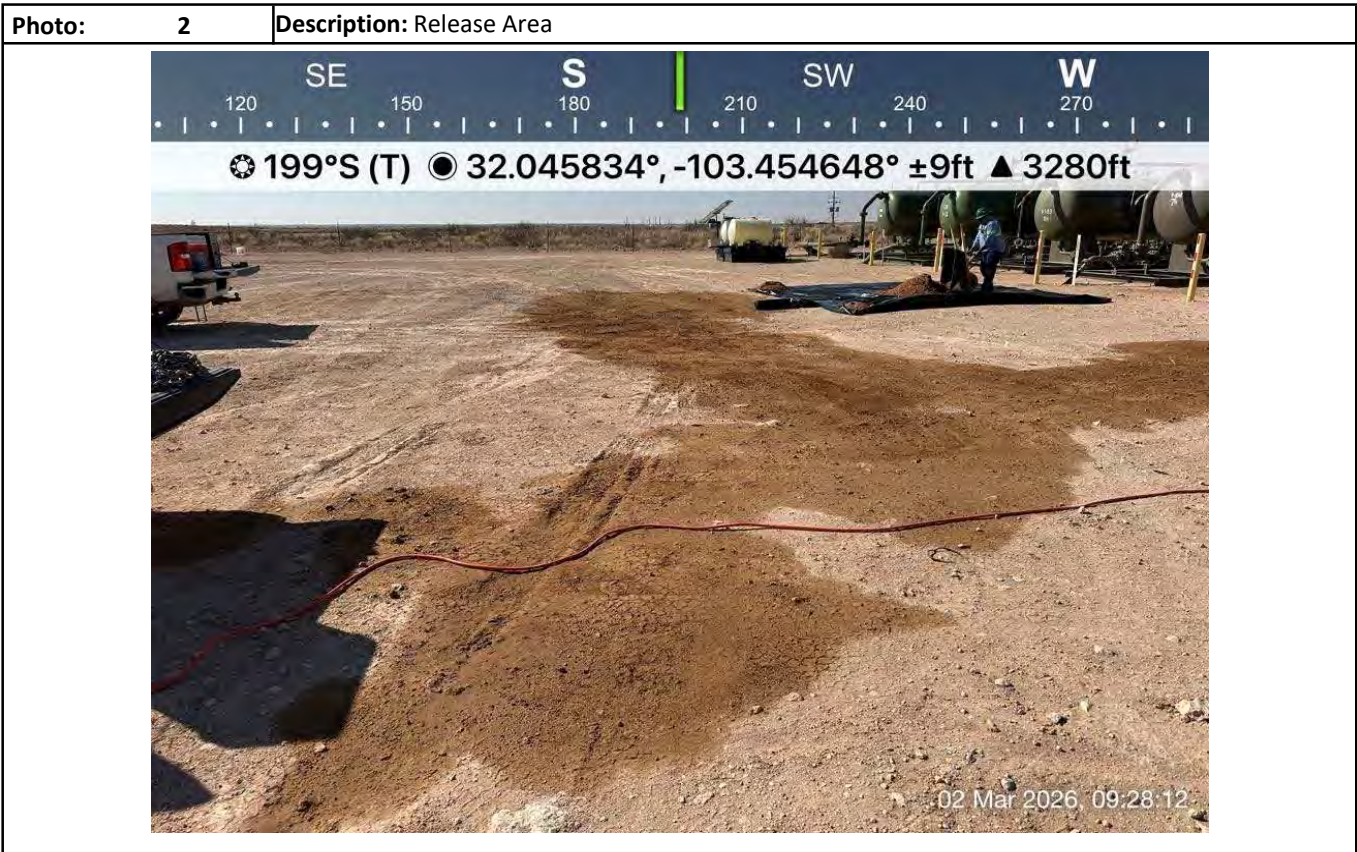 Photo: 2 Description: Release Area
SE S SW W
120 150 180 210 240 270
199°S (T) 32.045834°, -103.454648° ±9ft ▲ 3280ft
02 Mar 2026, 09:28:12